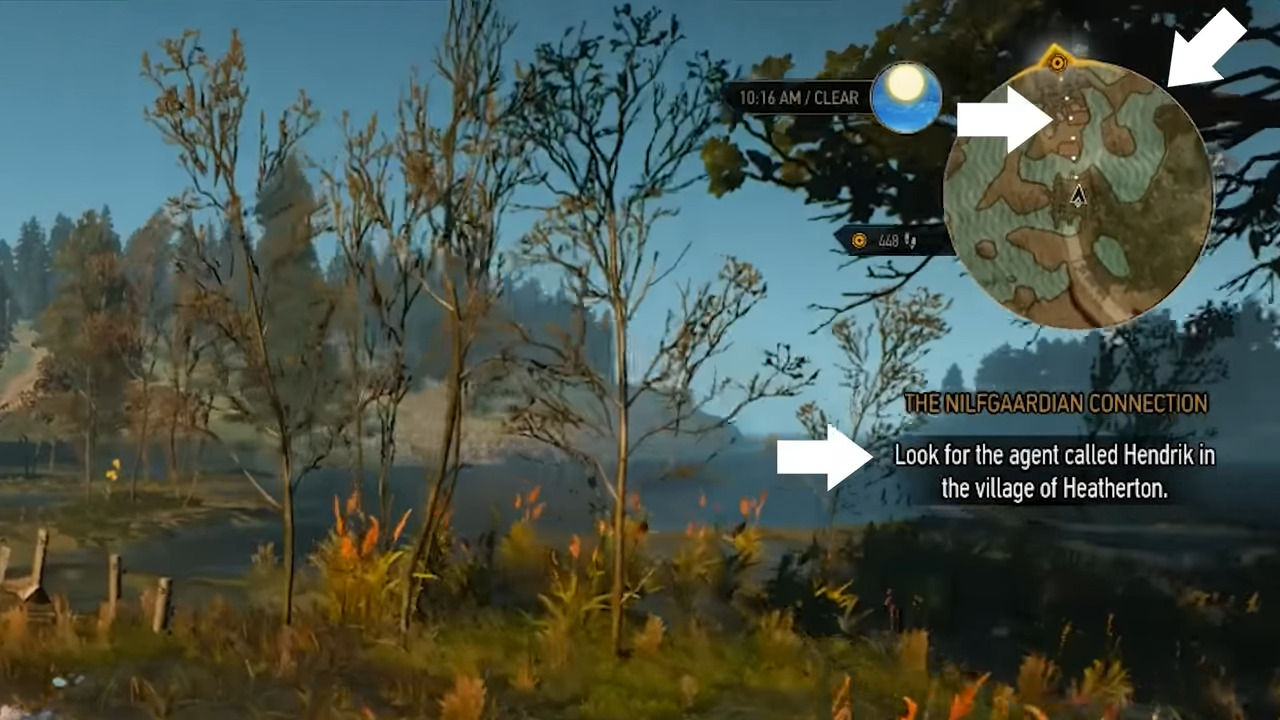 10:16 AM / CLEAR
448
THE NILFGAARDIAN CONNECTION
Look for the agent called Hendrik in
the village of Heatherton.